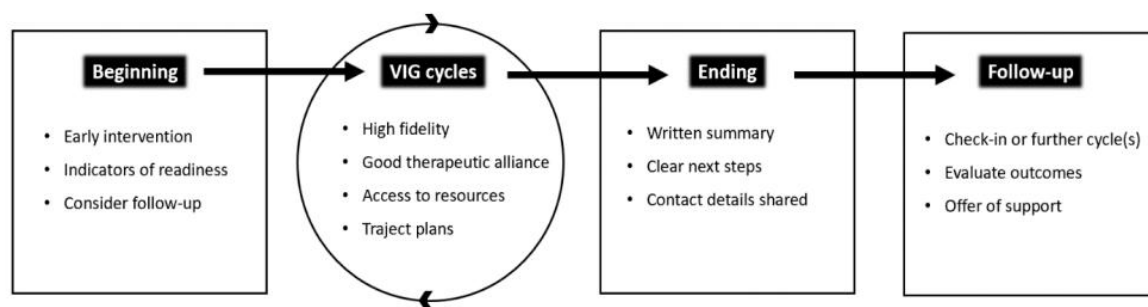 Beginning
• Early intervention
• Indicators of readiness
• Consider follow-up
VIG cycles
• High fidelity
• Good therapeutic alliance
• Access to resources
• Traject plans
Ending
• Written summary
• Clear next steps
• Contact details shared
Follow-up
• Check-in or further cycle(s)
• Evaluate outcomes
• Offer of support